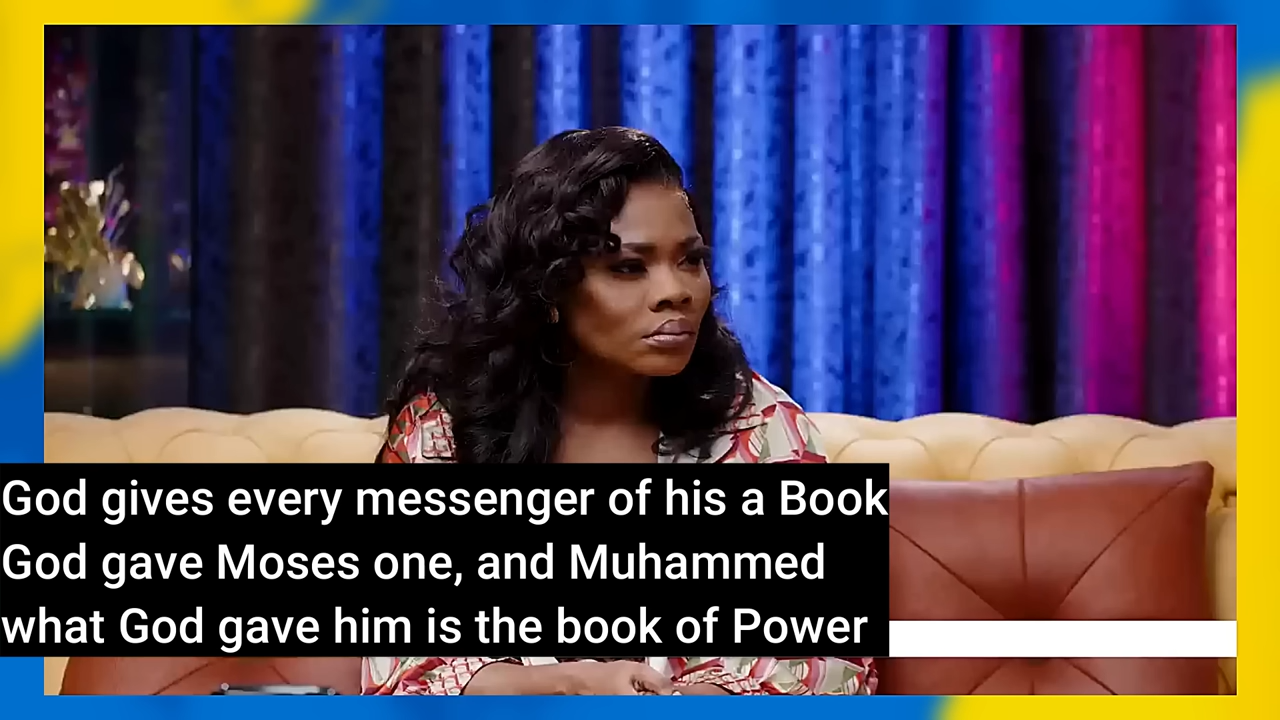 God gives every messenger of his a Book
God gave Moses one, and Muhammed
what God gave him is the book of Power